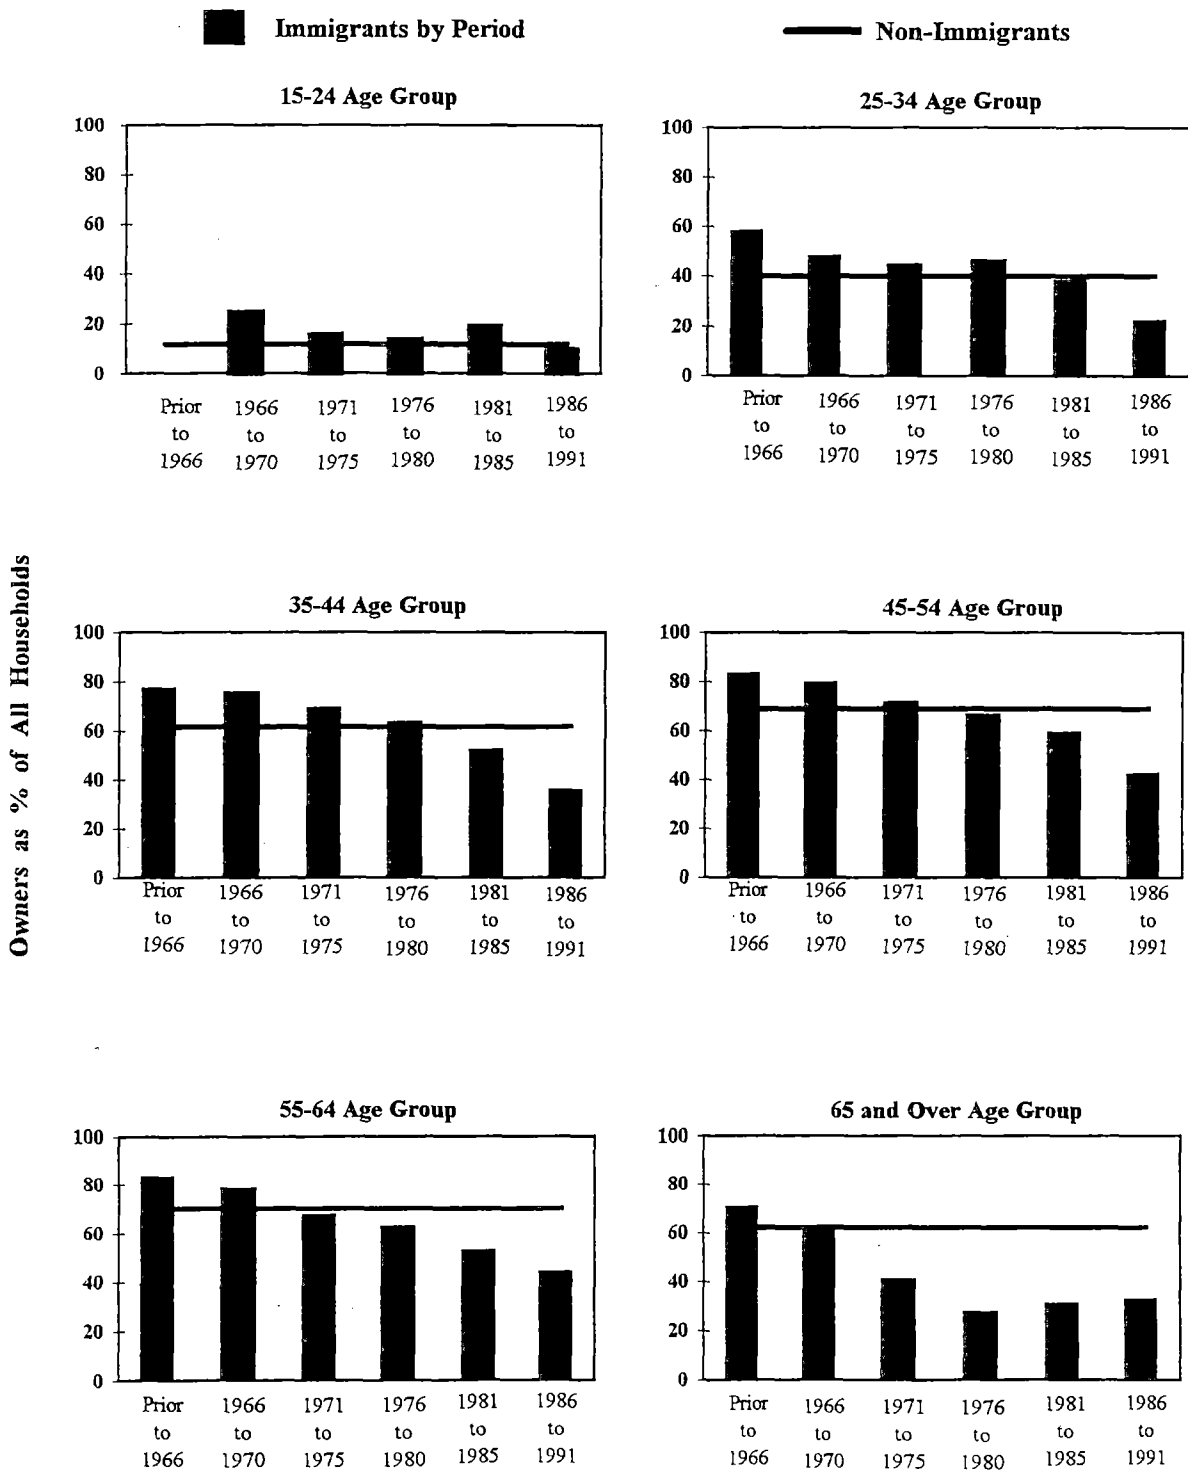 Immigrants by Period
Non-Immigrants
Owners as % of All Households
15-24 Age Group
100
80
60
40
20
0
Prior to 1966
1966 to 1970
1971 to 1975
1976 to 1980
1981 to 1985
1986 to 1991
25-34 Age Group
100
80
60
40
20
0
Prior to 1966
1966 to 1970
1971 to 1975
1976 to 1980
1981 to 1985
1986 to 1991
35-44 Age Group
100
80
60
40
20
0
Prior to 1966
1966 to 1970
1971 to 1975
1976 to 1980
1981 to 1985
1986 to 1991
45-54 Age Group
100
80
60
40
20
0
Prior to 1966
1966 to 1970
1971 to 1975
1976 to 1980
1981 to 1985
1986 to 1991
55-64 Age Group
100
80
60
40
20
0
Prior to 1966
1966 to 1970
1971 to 1975
1976 to 1980
1981 to 1985
1986 to 1991
65 and Over Age Group
100
80
60
40
20
0
Prior to 1966
1966 to 1970
1971 to 1975
1976 to 1980
1981 to 1985
1986 to 1991